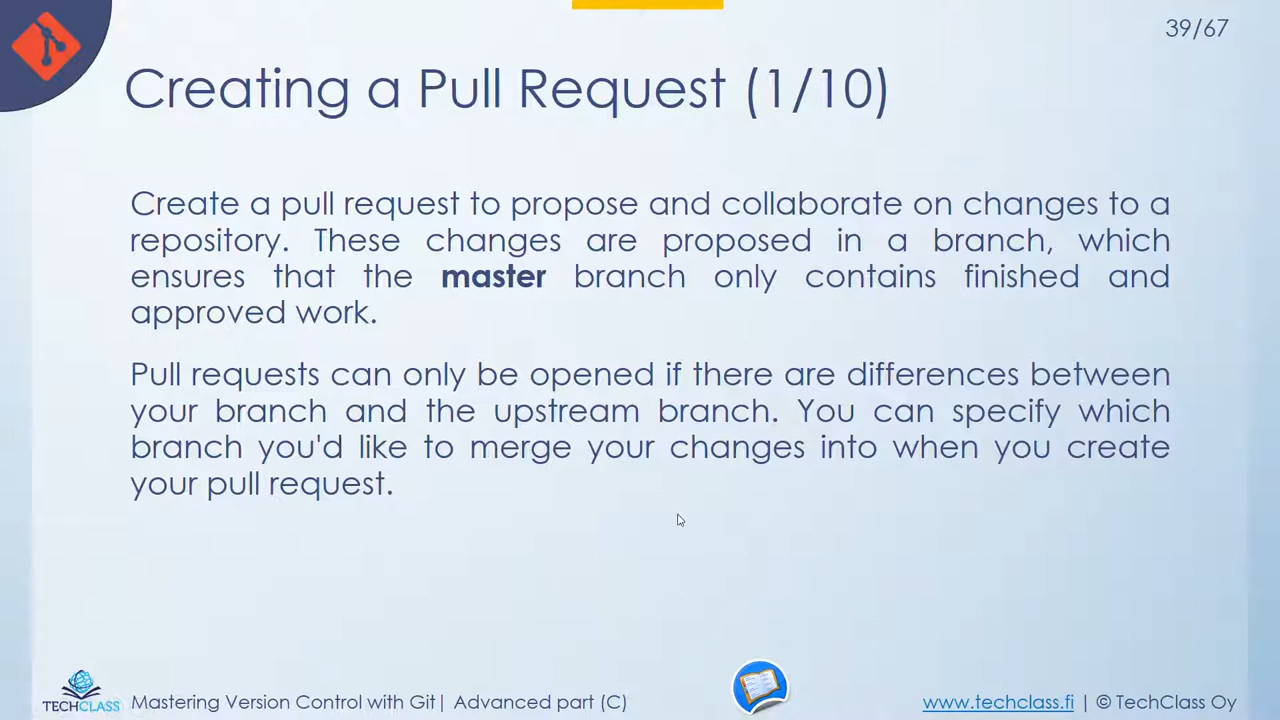 39/67
Creating a Pull Request (1/10)
Create a pull request to propose and collaborate on changes to a
repository. These changes are proposed in a branch, which
ensures that the master branch only contains finished and
approved work.
Pull requests can only be opened if there are differences between
your branch and the upstream branch. You can specify which
branch you'd like to merge your changes into when you create
your pull request.
TECHCLASS
Mastering Version Control with Git| Advanced part (C)
www.techclass.fi | © TechClass Oy